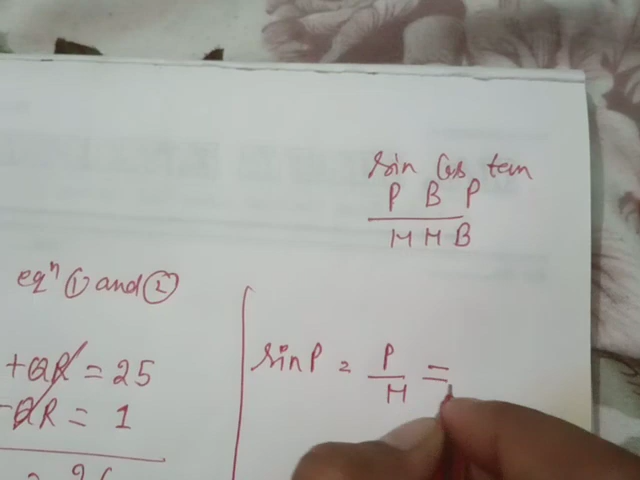 sin Cos tan
P B P
H H B
eqⁿ ① and ②
+QR = 25
-QR = 1
sin P = P/H =